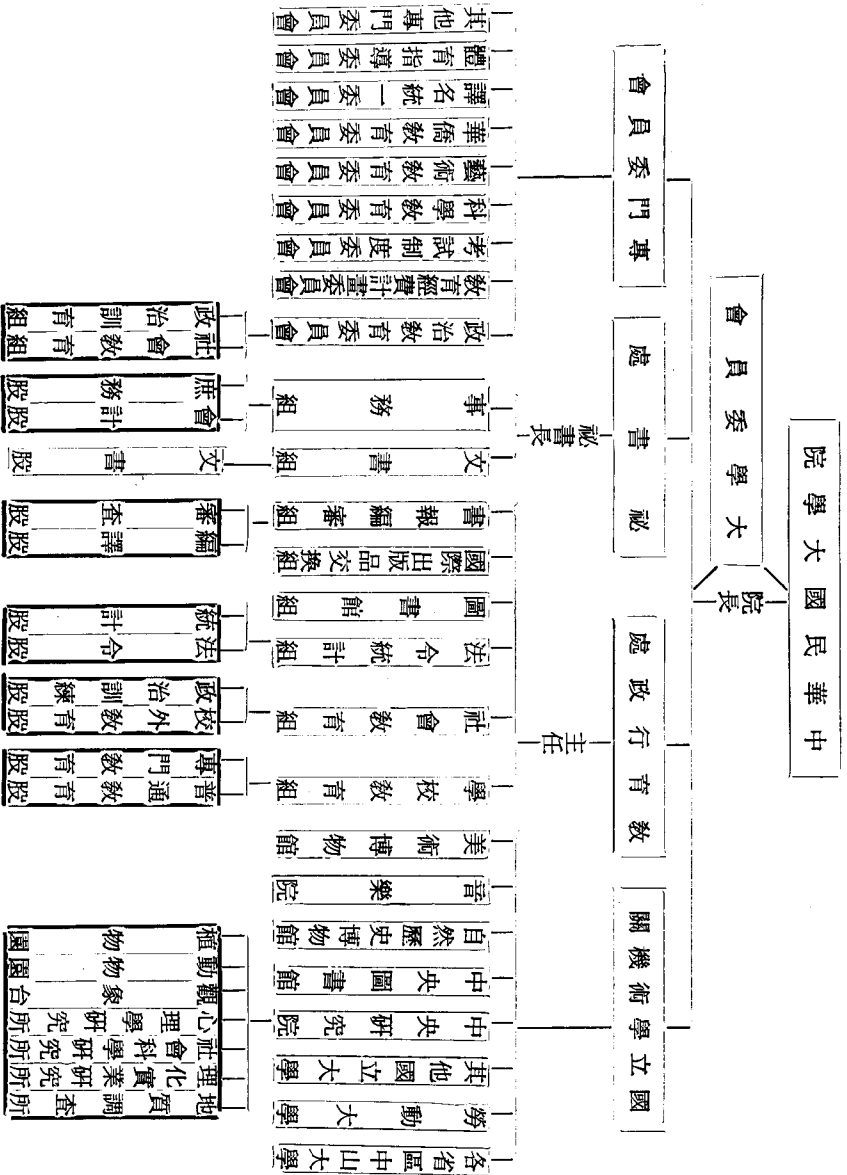 中華民國大學院
院長
大學委員會
國立學術機關
教育行政處
祕書處
專門委員會
主任
祕書長
各省區中山大學
勞動大學
其他國立大學
中央研究院
中央圖書館
自然歷史博物館
音樂院
美術博物館
學校教育組
社會教育組
法令統計組
圖書館組
國際出版品交換組
書報編審組
文書組
事務組
政治教育委員會
教育經費計畫委員會
考試制度委員會
科學教育委員會
藝術教育委員會
華僑教育委員會
譯名統一委員會
體育指導委員會
其他專門委員會
地質調查所
理化實業研究所
社會科學研究所
心理學研究所
觀象台
動物園
植物園
普通教育股
專門教育股
校外教育股
政治訓練股
法令股
統計股
編譯股
審查股
文書股
會計股
庶務股
社會教育組
政治訓育組